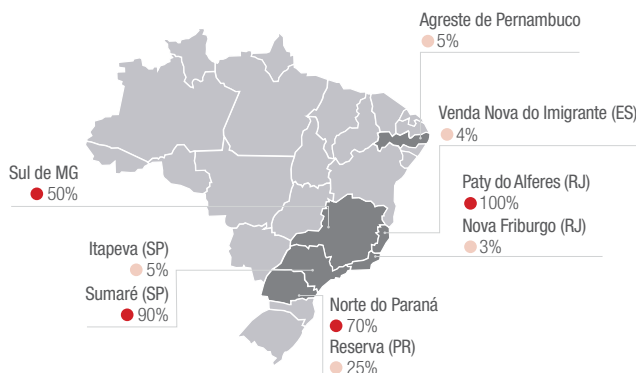 Agreste de Pernambuco
5%
Venda Nova do Imigrante (ES)
4%
Sul de MG
50%
Paty do Alferes (RJ)
100%
Nova Friburgo (RJ)
3%
Itapeva (SP)
5%
Sumaré (SP)
90%
Norte do Paraná
70%
Reserva (PR)
25%